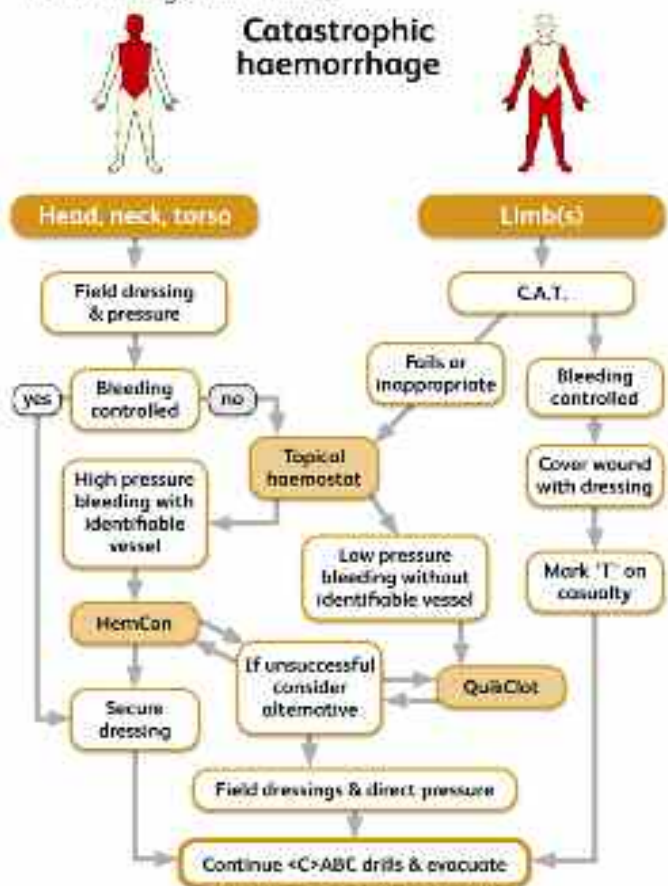 Catastrophic
haemorrhage
Head, neck, torso
Limb(s)
Field dressing
& pressure
C.A.T.
yes
Bleeding
controlled
no
Fails or
inappropriate
Bleeding
controlled
Topical
haemostat
Cover wound
with dressing
High pressure
bleeding with
identifiable
vessel
Low pressure
bleeding without
identifiable vessel
Mark 'T' on
casualty
HemCon
If unsuccessful
consider
alternative
QuikClot
Secure
dressing
Field dressings & direct pressure
Continue <C>ABC drills & evacuate